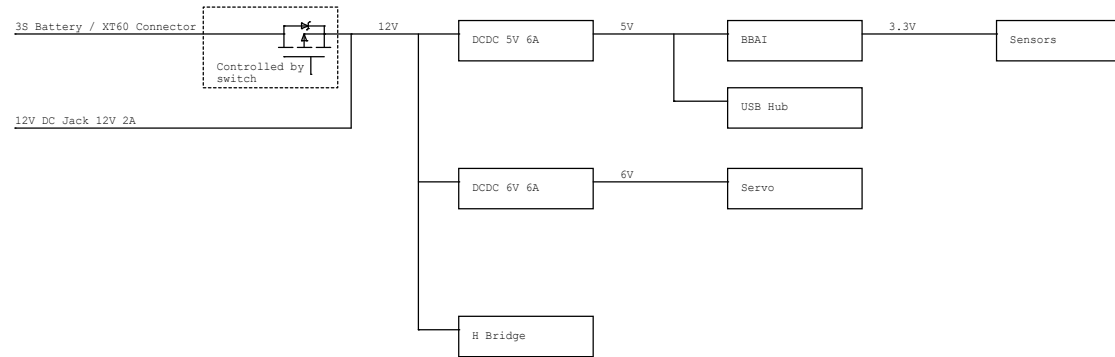 3S Battery / XT60 Connector
Controlled by
switch
12V
DCDC 5V 6A
5V
BBAI
3.3V
Sensors
USB Hub
12V DC Jack 12V 2A
DCDC 6V 6A
6V
Servo
H Bridge